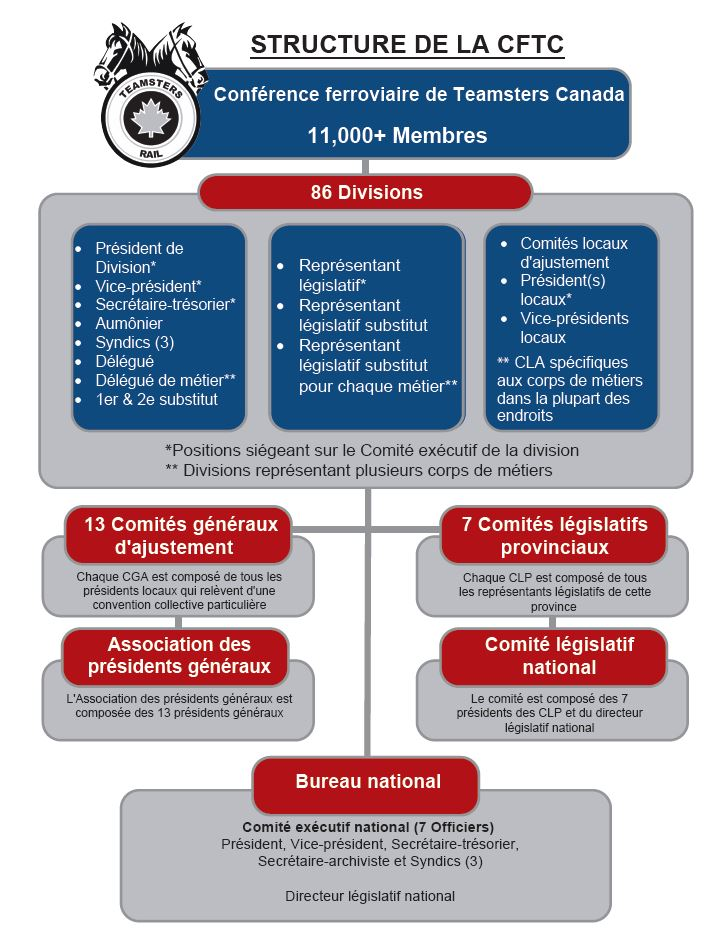 STRUCTURE DE LA CFTC
TEAMSTERS
RAIL
Conférence ferroviaire de Teamsters Canada
11,000+ Membres
86 Divisions
• Président de
Division*
• Vice-président*
• Secrétaire-trésorier*
• Aumônier
• Syndics (3)
• Délégué
• Délégué de métier**
• 1er & 2e substitut
• Représentant
législatif*
• Représentant
législatif substitut
• Représentant
législatif substitut
pour chaque métier**
• Comités locaux
d'ajustement
• Président(s)
locaux*
• Vice-présidents
locaux
** CLA spécifiques
aux corps de métiers
dans la plupart des
endroits
*Positions siégeant sur le Comité exécutif de la division
** Divisions représentant plusieurs corps de métiers
13 Comités généraux
d'ajustement
Chaque CGA est composé de tous les
présidents locaux qui relèvent d'une
convention collective particulière
7 Comités législatifs
provinciaux
Chaque CLP est composé de tous
les représentants législatifs de cette
province
Association des
présidents généraux
L'Association des présidents généraux est
composée des 13 présidents généraux
Comité législatif
national
Le comité est composé des 7
présidents des CLP et du directeur
législatif national
Bureau national
Comité exécutif national (7 Officiers)
Président, Vice-président, Secrétaire-trésorier,
Secrétaire-archiviste et Syndics (3)
Directeur législatif national